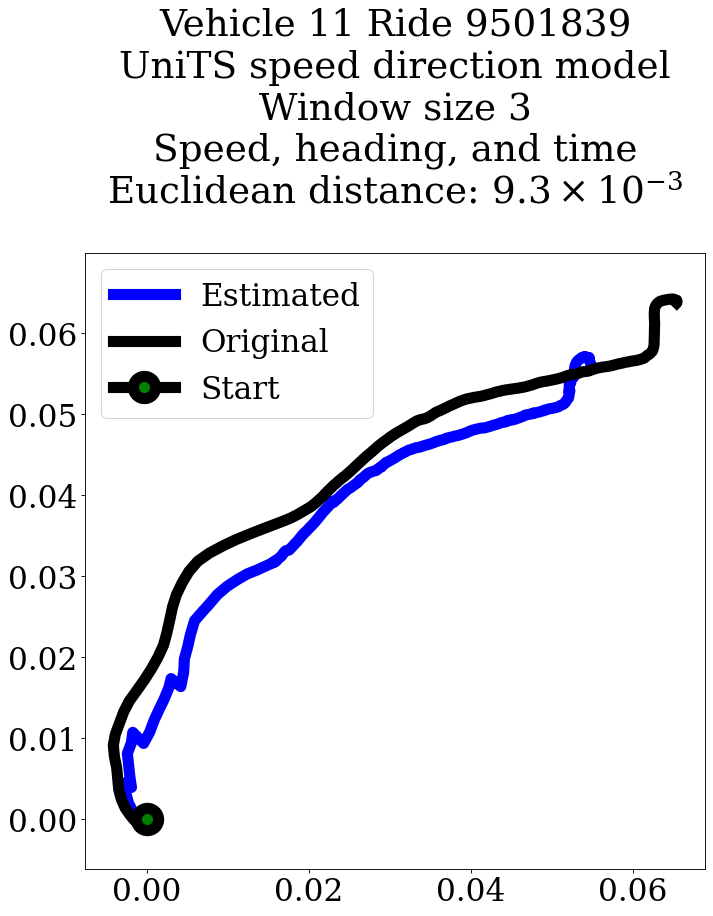 Vehicle 11 Ride 9501839
UniTS speed direction model
Window size 3
Speed, heading, and time
Euclidean distance: 9.3 × 10⁻³
Estimated
Original
Start
0.06
0.05
0.04
0.03
0.02
0.01
0.00
0.00 0.02 0.04 0.06